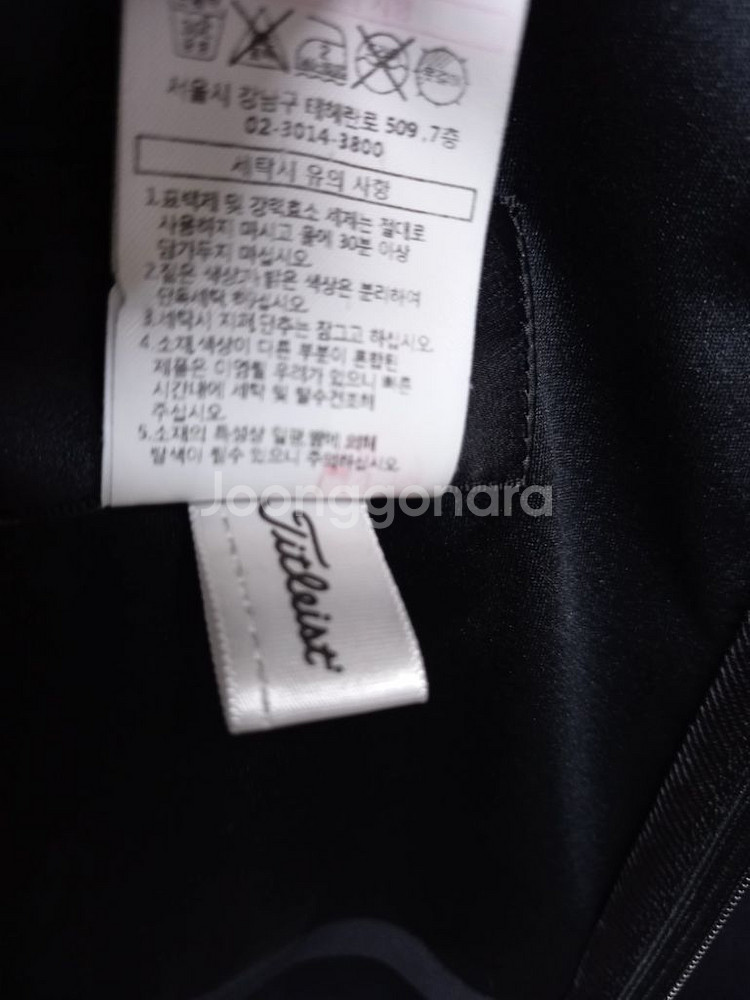 서울시 강남구 테헤란로 509 ,7층
02-3014-3800
세탁시 유의 사항
1.표백제 및 강력효소 세제는 절대로
사용하지 마시고 물에 30분 이상
담가두지 마십시오.
2.짙은 색상과 밝은 색상은 분리하여
단독세탁 하십시오.
3.세탁시 지퍼,단추는 잠그고 하십시오.
4.소재,색상이 다른 부분이 혼합된
제품은 이염될 우려가 있으니 빠른
시간내에 세탁 및 탈수건조해
주십시오.
5.소재의 특성상 일광, 의해
탈색이 될수 있으니 주의하십시오.
Joonggonara
Titleist